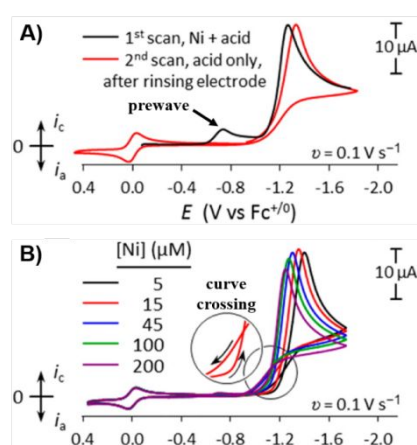 A)
1st scan, Ni + acid
2nd scan, acid only,
after rinsing electrode
10 μA
prewave
ic
0
ia
υ = 0.1 V s⁻¹
0.4 0 -0.4 -0.8 -1.2 -1.6 -2.0
E (V vs Fc⁺/⁰)
B)
[Ni] (μM)
5
15
45
100
200
curve
crossing
10 μA
ic
0
ia
υ = 0.1 V s⁻¹
0.4 0 -0.4 -0.8 -1.2 -1.6 -2.0